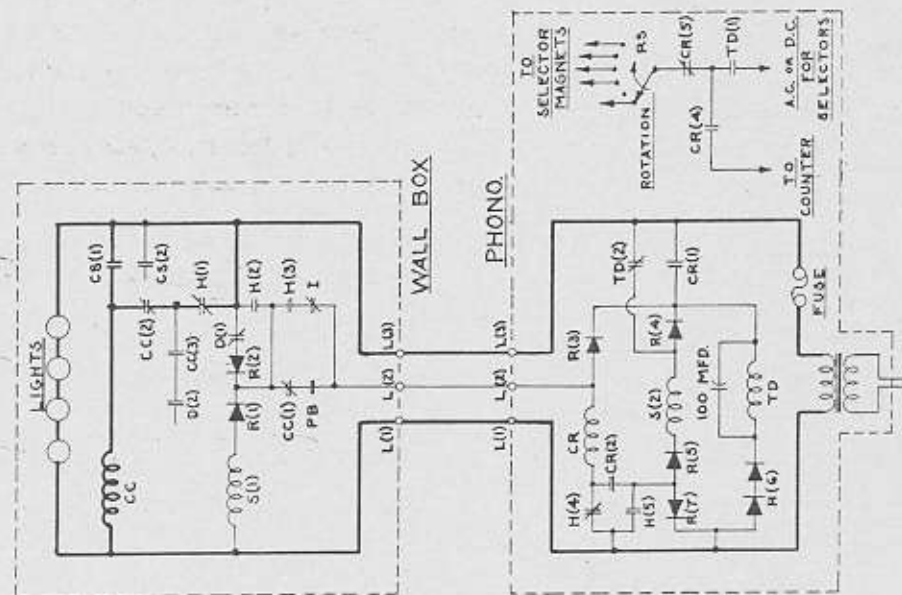 LIGHTS
CC
CS(1)
CS(2)
CC(2)
H(1)
CC(3)
D(2)
D(1)
R(2)
R(1)
S(1)
H(2)
H(3)
I
CC(1)
PB
WALL BOX
L(1)
L(2)
L(3)
PHONO.
L(1)
L(2)
L(3)
CR
R(3)
TD(2)
CR(1)
H(4)
CR(2)
H(5)
R(7)
R(5)
S(2)
R(4)
100 MFD.
TD
R(6)
FUSE
TO
SELECTOR
MAGNETS
RS
ROTATION
CR(5)
TD(1)
CR(4)
TO
COUNTER
A.C. OR D.C.
FOR
SELECTORS